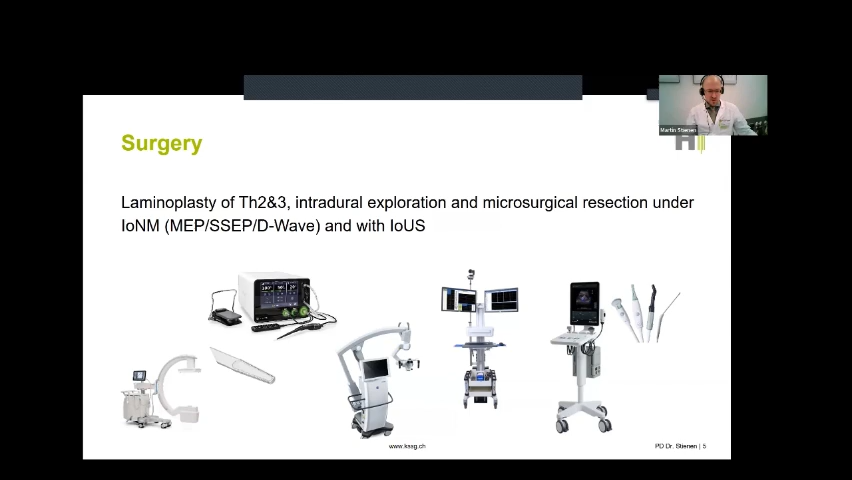 Martin Stienen
Surgery
Laminoplasty of Th2&3, intradural exploration and microsurgical resection under
IoNM (MEP/SSEP/D-Wave) and with IoUS
www.kssg.ch
PD Dr. Stienen | 5